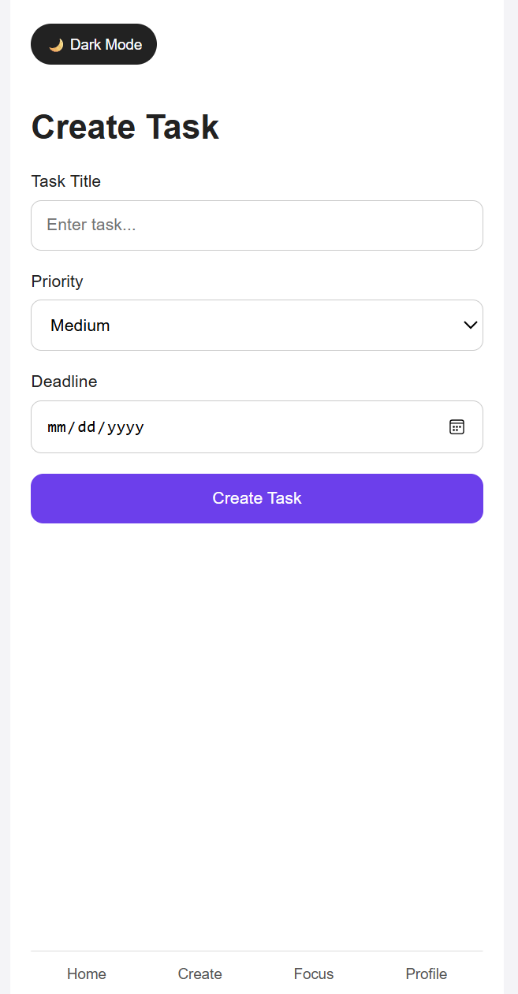 🌙 Dark Mode
Create Task
Task Title
Enter task...
Priority
Medium
Deadline
mm/dd/yyyy
Create Task
Home Create Focus Profile